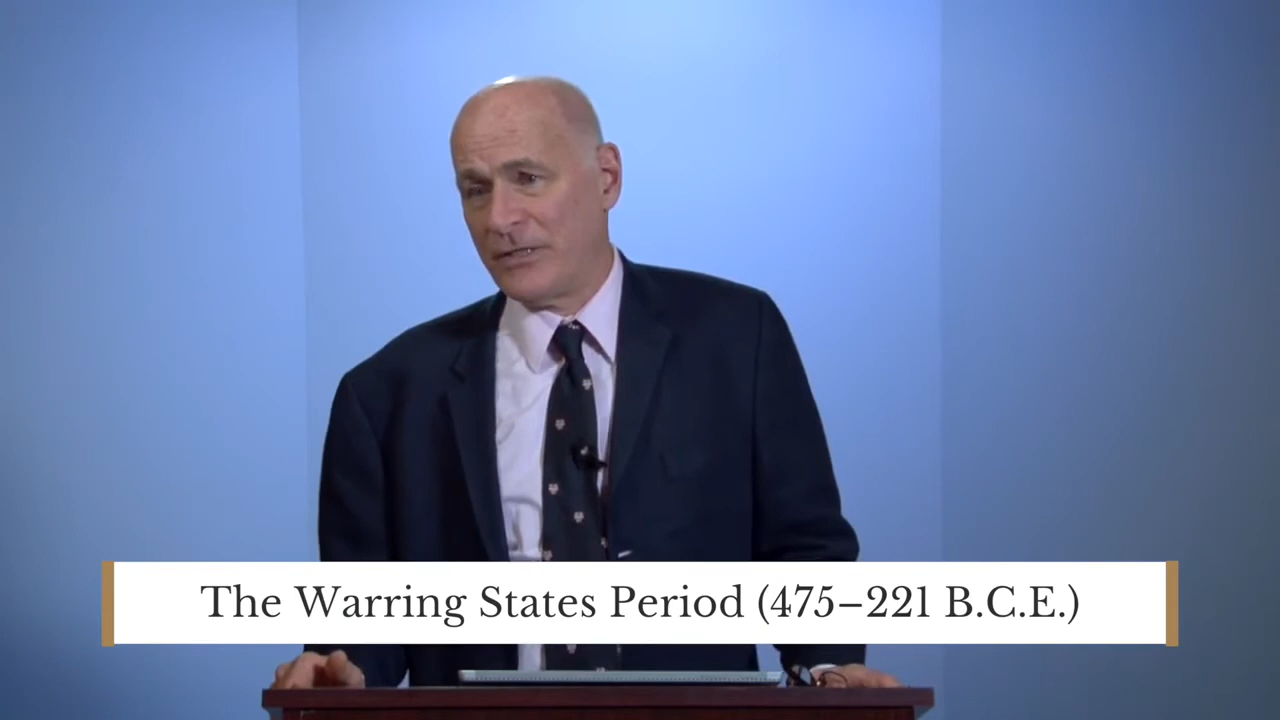 The Warring States Period (475–221 B.C.E.)